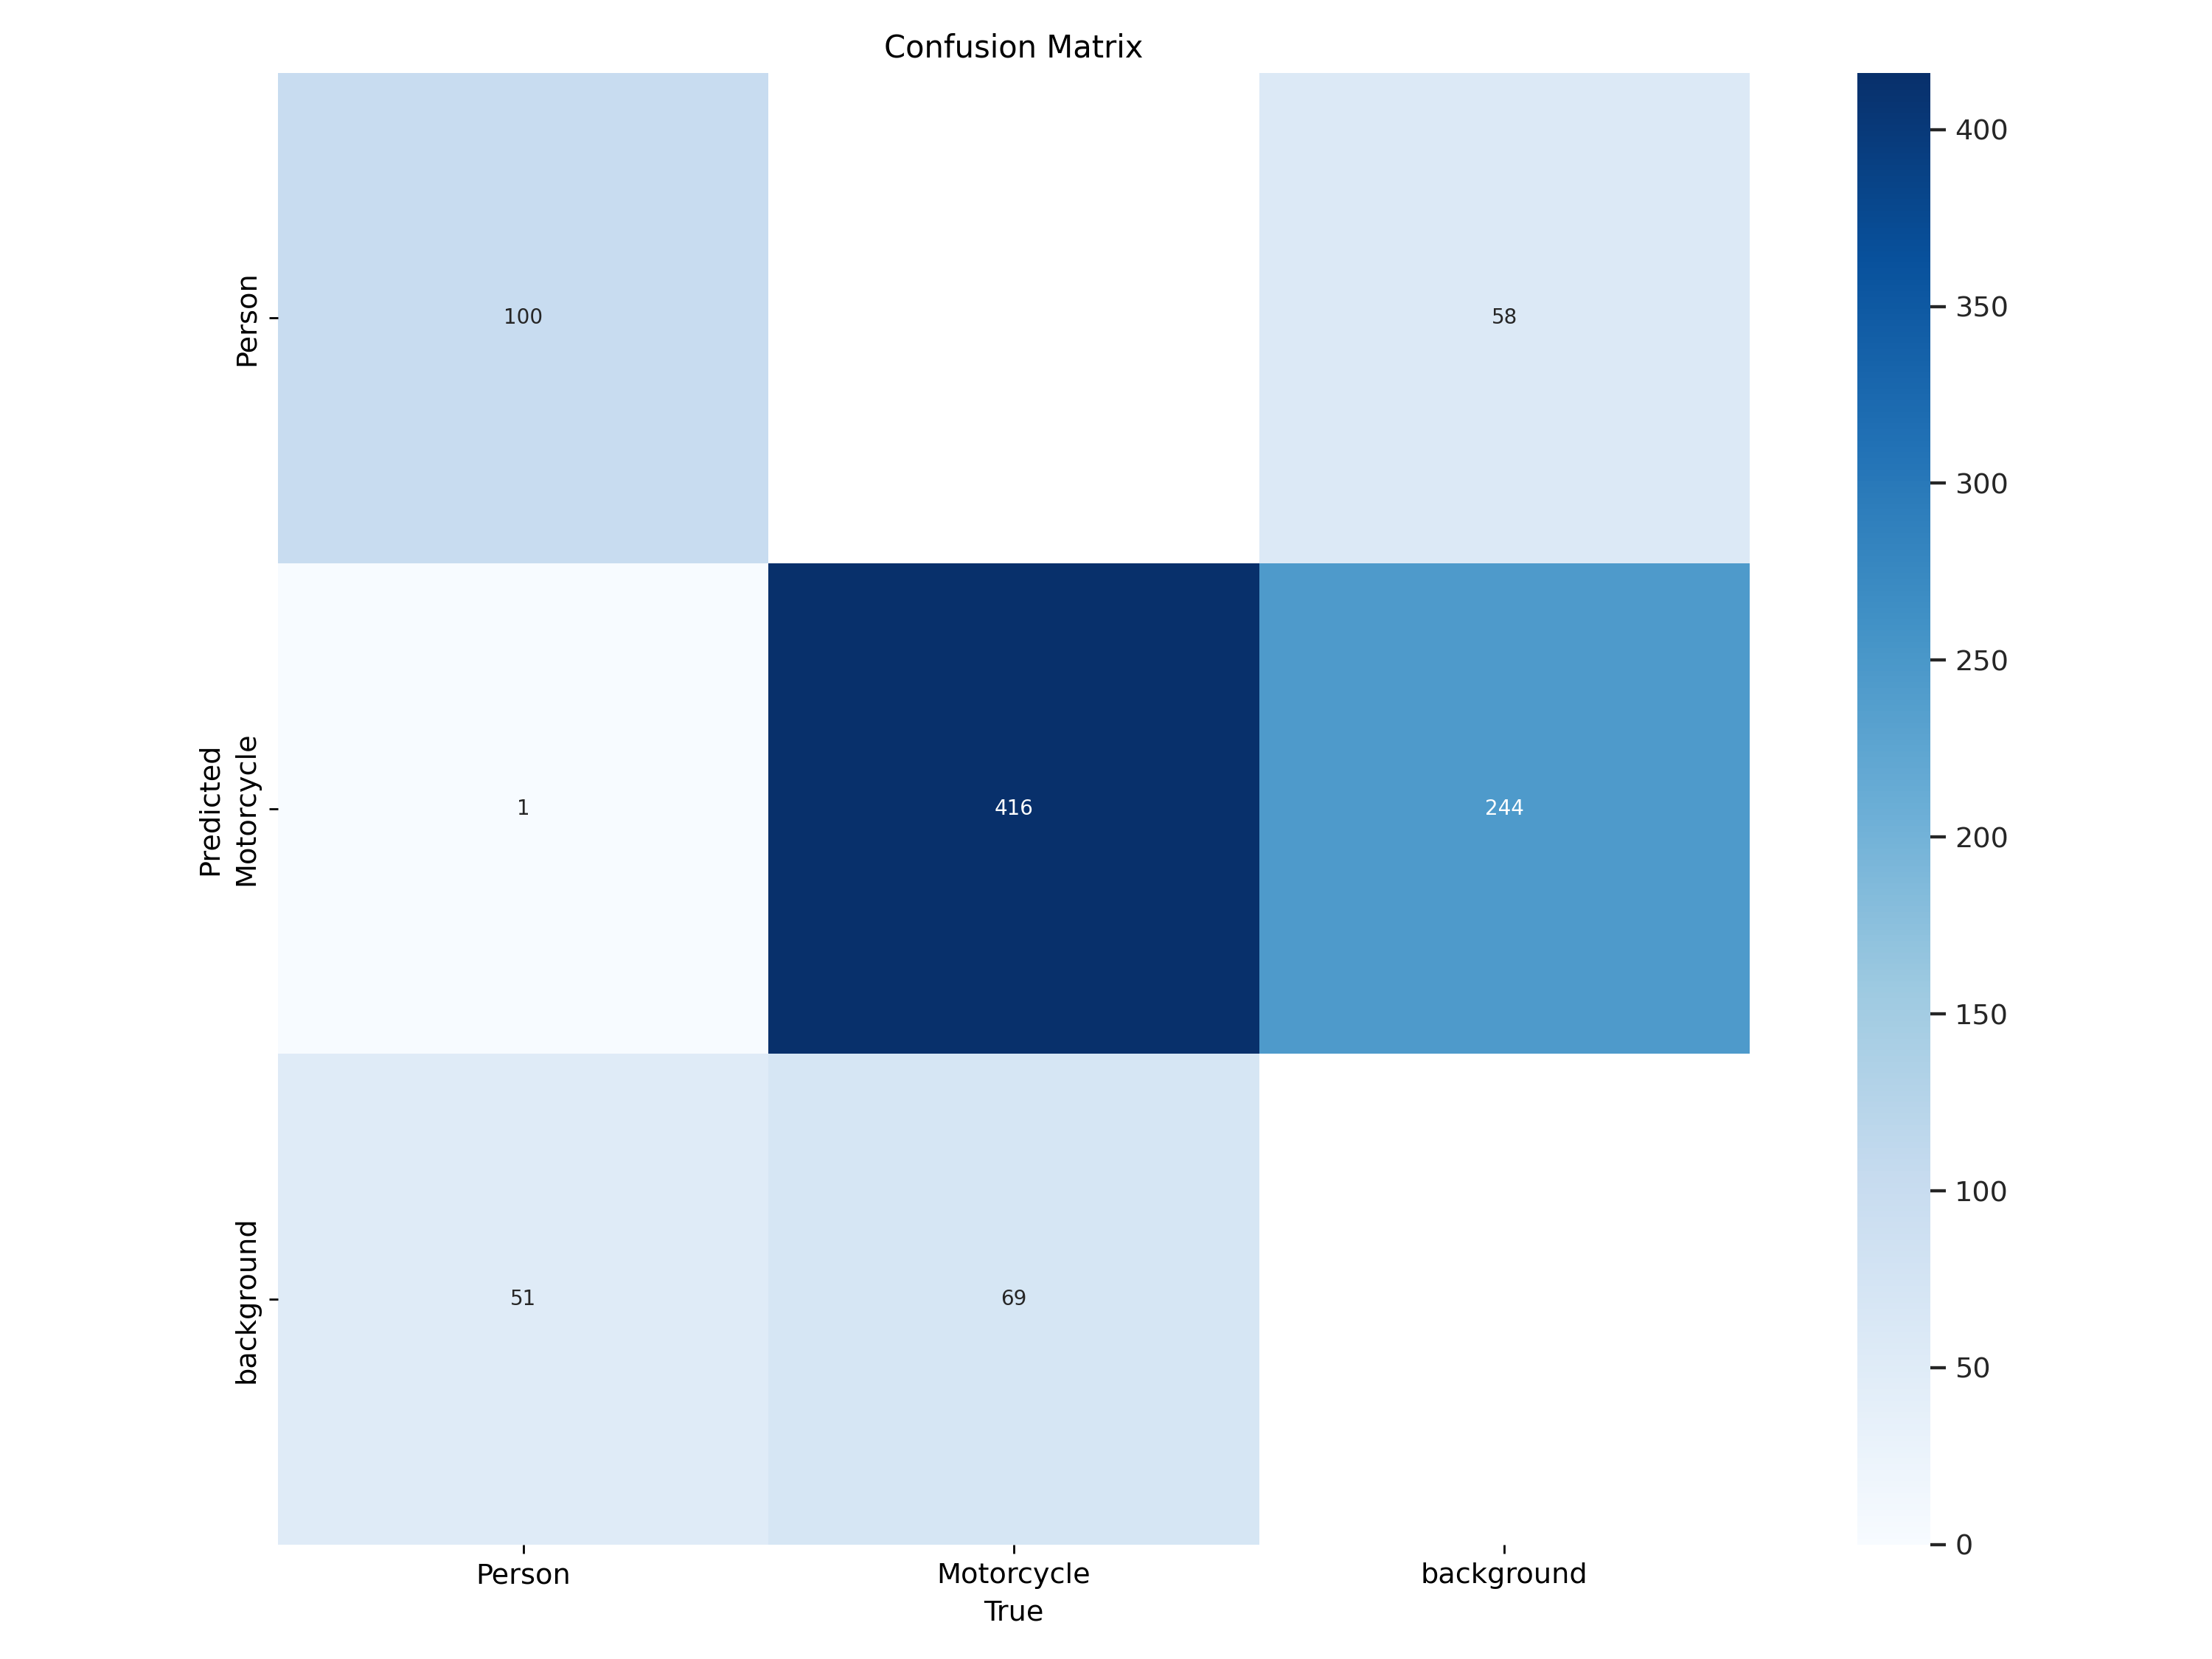 Confusion Matrix
Person
100
58
400
350
300
250
200
150
100
50
0
Predicted
Motorcycle
1
416
244
background
51
69
Person
Motorcycle
background
True